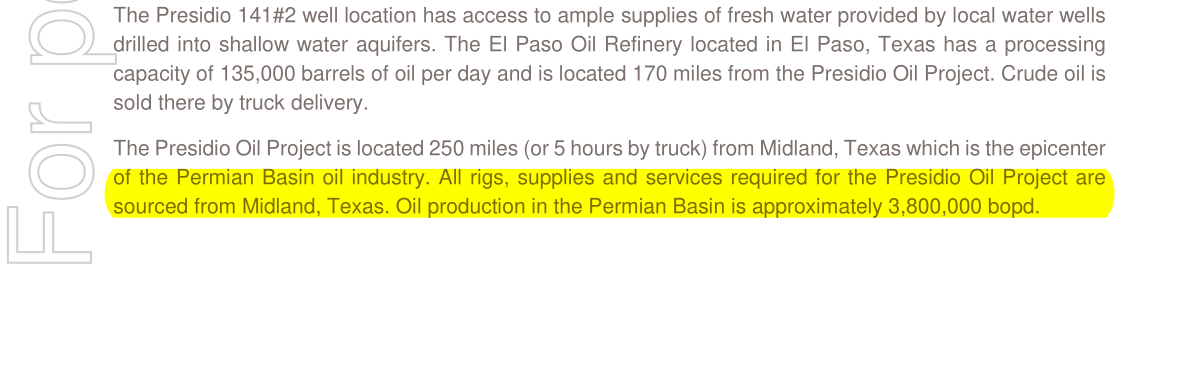 The Presidio 141#2 well location has access to ample supplies of fresh water provided by local water wells
drilled into shallow water aquifers. The El Paso Oil Refinery located in El Paso, Texas has a processing
capacity of 135,000 barrels of oil per day and is located 170 miles from the Presidio Oil Project. Crude oil is
sold there by truck delivery.
The Presidio Oil Project is located 250 miles (or 5 hours by truck) from Midland, Texas which is the epicenter
of the Permian Basin oil industry. All rigs, supplies and services required for the Presidio Oil Project are
sourced from Midland, Texas. Oil production in the Permian Basin is approximately 3,800,000 bopd.
For